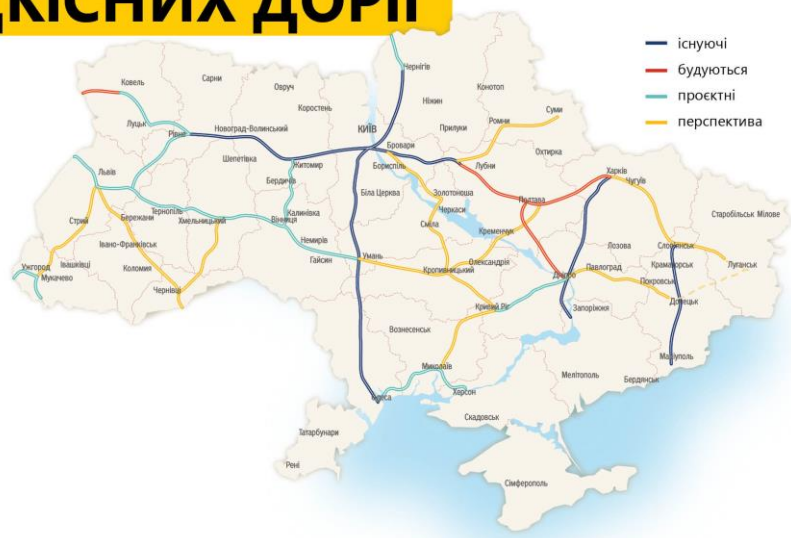 ДКІСНИХ ДОРІГ
існуючі
будуються
проєктні
перспектива
Чернігів
Ковель
Сарни
Овруч
Конотоп
Коростень
Ніжин
Суми
Ромни
Луцьк
Рівне
Новоград-Волинський
КИЇВ
Прилуки
Бровари
Охтирка
Шепетівка
Житомир
Бориспіль
Лубни
Харків
Чугуїв
Львів
Бердичів
Біла Церква
Золотоноша
Полтава
Старобільськ
Мілове
Тернопіль
Черкаси
Стрий
Бережани
Хмельницький
Вінниця
Калинівка
Сміла
Кременчук
Івано-Франківськ
Немирів
Лозова
Слов'янськ
Ужгород
Івашківці
Коломия
Гайсин
Умань
Кропивницький
Олександрія
Дніпро
Павлоград
Краматорськ
Луганськ
Мукачево
Покровськ
Чернівці
Кривий Ріг
Донецьк
Запоріжжя
Вознесенськ
Маріуполь
Миколаїв
Мелітополь
Бердянськ
Одеса
Херсон
Скадовськ
Татарбунари
Рені
Сімферополь